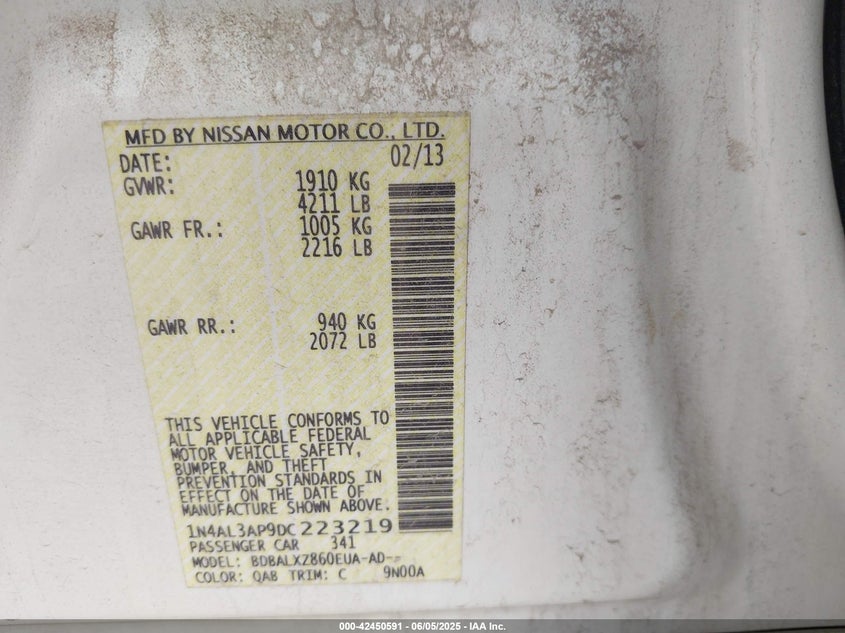 MFD BY NISSAN MOTOR CO., LTD.
DATE: 02/13
GVWR: 1910 KG
4211 LB
GAWR FR.: 1005 KG
2216 LB
GAWR RR.: 940 KG
2072 LB
THIS VEHICLE CONFORMS TO
ALL APPLICABLE FEDERAL
MOTOR VEHICLE SAFETY,
BUMPER, AND THEFT
PREVENTION STANDARDS IN
EFFECT ON THE DATE OF
MANUFACTURE SHOWN ABOVE.
1N4AL3AP9DC223219
PASSENGER CAR 341
MODEL: BDBALXZ860EUA-AD--
COLOR: QAB TRIM: C 9N00A
000-42450591 - 06/05/2025 - IAA Inc.